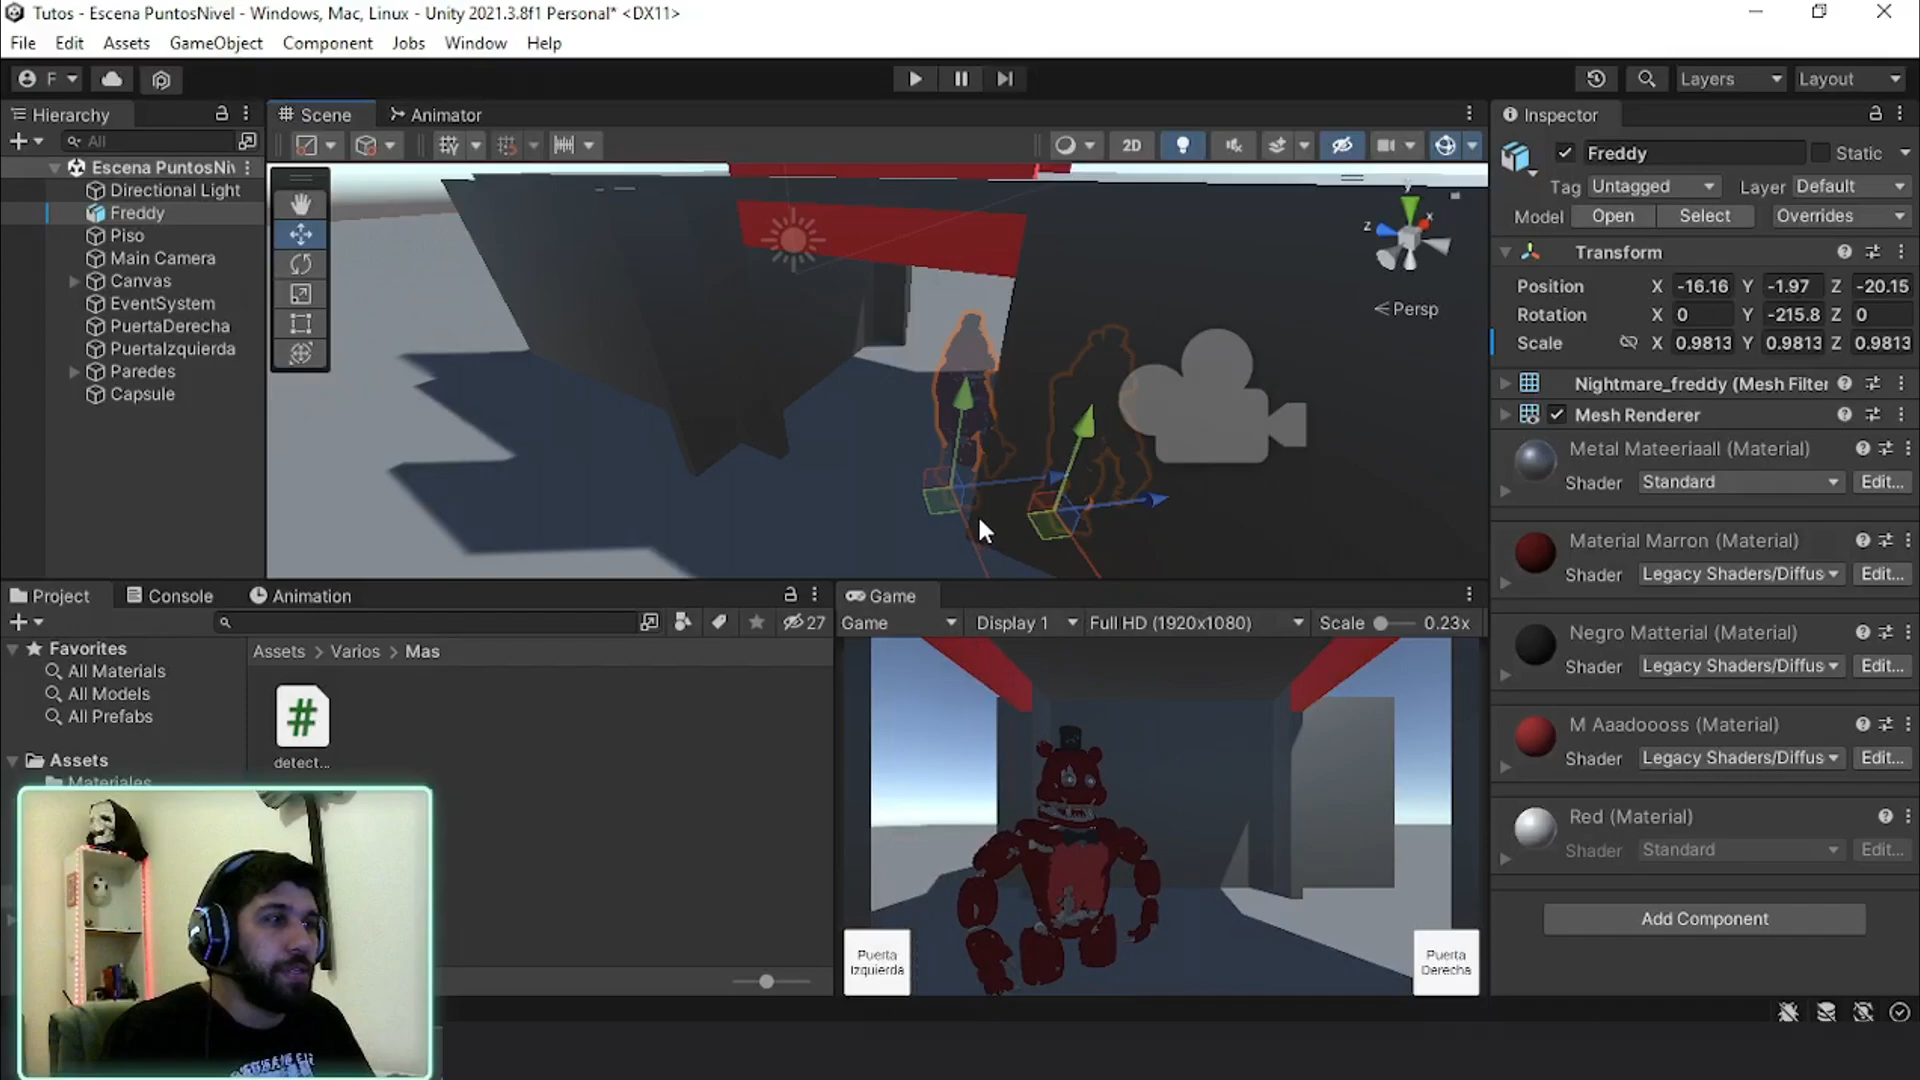 Tutos - Escena PuntosNivel - Windows, Mac, Linux - Unity 2021.3.8f1 Personal* <DX11>
File Edit Assets GameObject Component Jobs Window Help
F Layers Layout
Hierarchy
All
Escena PuntosNiv
Directional Light
Freddy
Piso
Main Camera
Canvas
EventSystem
PuertaDerecha
PuertaIzquierda
Paredes
Capsule
Scene Animator
2D
y
x
z
Persp
Inspector
Freddy Static
Tag Untagged Layer Default
Model Open Select Overrides
Transform
Position X -16.16 Y -1.97 Z -20.15
Rotation X 0 Y -215.8 Z 0
Scale X 0.9813 Y 0.9813 Z 0.9813
Nightmare_freddy (Mesh Filter
Mesh Renderer
Metal Mateeriaall (Material)
Shader Standard Edit...
Material Marron (Material)
Shader Legacy Shaders/Diffus Edit...
Negro Matterial (Material)
Shader Legacy Shaders/Diffus Edit...
M Aaadoooss (Material)
Shader Legacy Shaders/Diffus Edit...
Red (Material)
Shader Standard Edit...
Add Component
Project Console Animation
27
Favorites
All Materials
All Models
All Prefabs
Assets
Materiales
Assets > Varios > Mas
#
detect...
Game
Game Display 1 Full HD (1920x1080) Scale 0.23x
Puerta
Izquierda
Puerta
Derecha